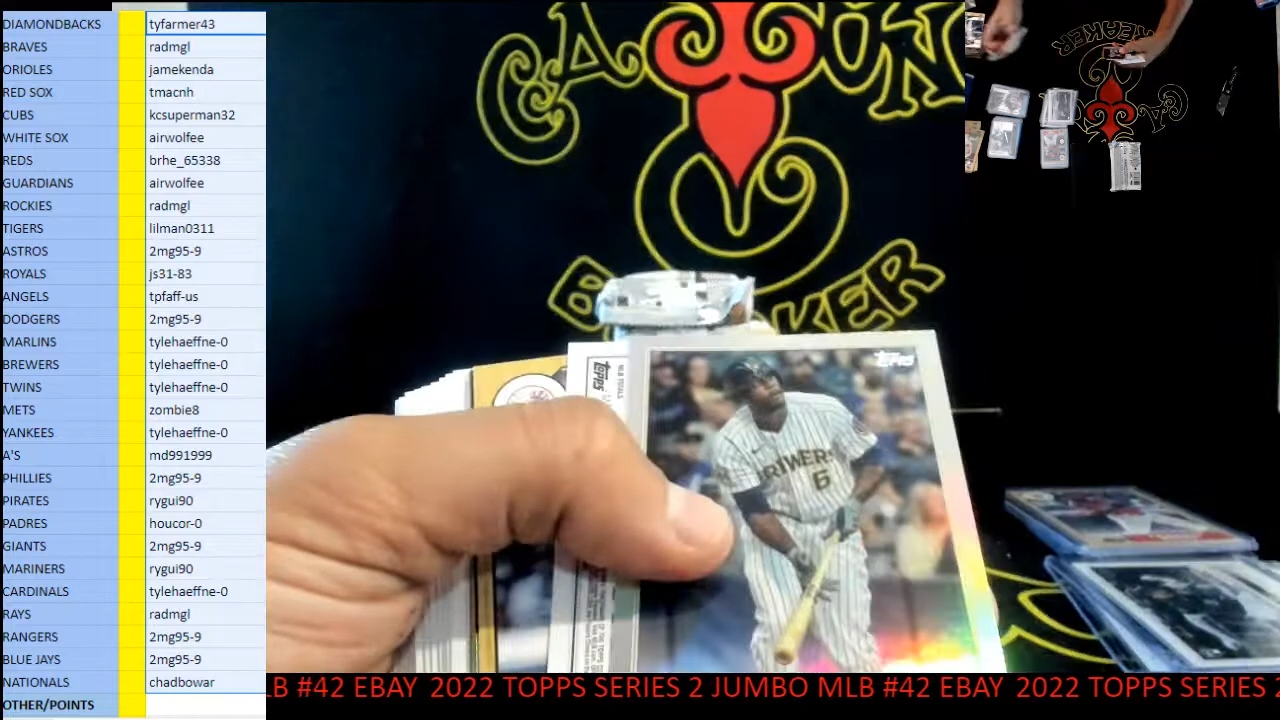 DIAMONDBACKS tyfarmer43
BRAVES radmgl
ORIOLES jamekenda
RED SOX tmacnh
CUBS kcsuperman32
WHITE SOX airwolfee
REDS brhe_65338
GUARDIANS airwolfee
ROCKIES radmgl
TIGERS lilman0311
ASTROS 2mg95-9
ROYALS js31-83
ANGELS tpfaff-us
DODGERS 2mg95-9
MARLINS tylehaeffne-0
BREWERS tylehaeffne-0
TWINS tylehaeffne-0
METS zombie8
YANKEES tylehaeffne-0
A'S md991999
PHILLIES 2mg95-9
PIRATES rygui90
PADRES houcor-0
GIANTS 2mg95-9
MARINERS rygui90
CARDINALS tylehaeffne-0
RAYS radmgl
RANGERS 2mg95-9
BLUE JAYS 2mg95-9
NATIONALS chadbowar
OTHER/POINTS
topps
MLB TOTALS
topps
BREWERS
6
LB #42 EBAY 2022 TOPPS SERIES 2 JUMBO MLB #42 EBAY 2022 TOPPS SERIES 2